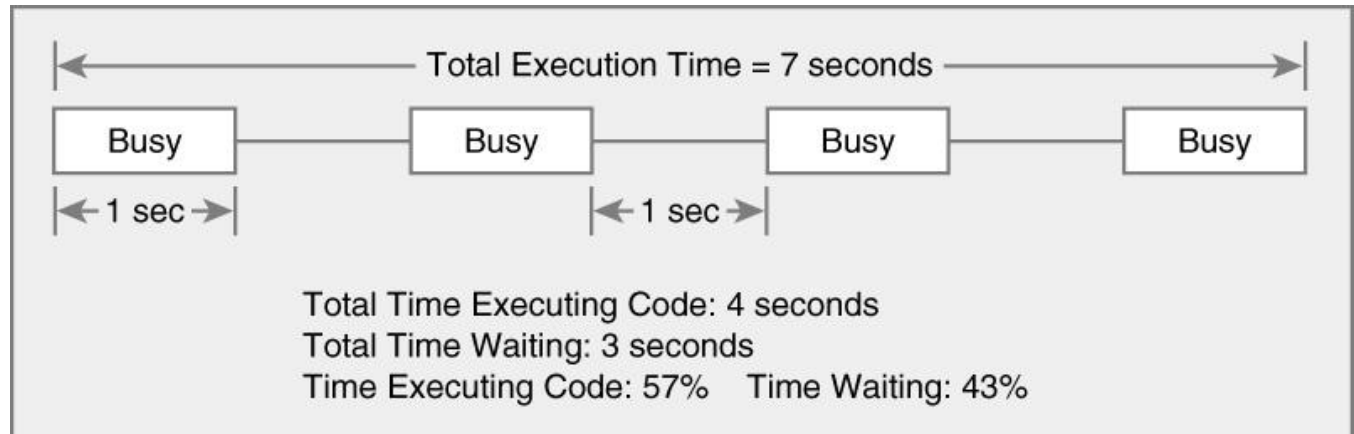 Total Execution Time = 7 seconds
Busy Busy Busy Busy
1 sec 1 sec
Total Time Executing Code: 4 seconds
Total Time Waiting: 3 seconds
Time Executing Code: 57% Time Waiting: 43%